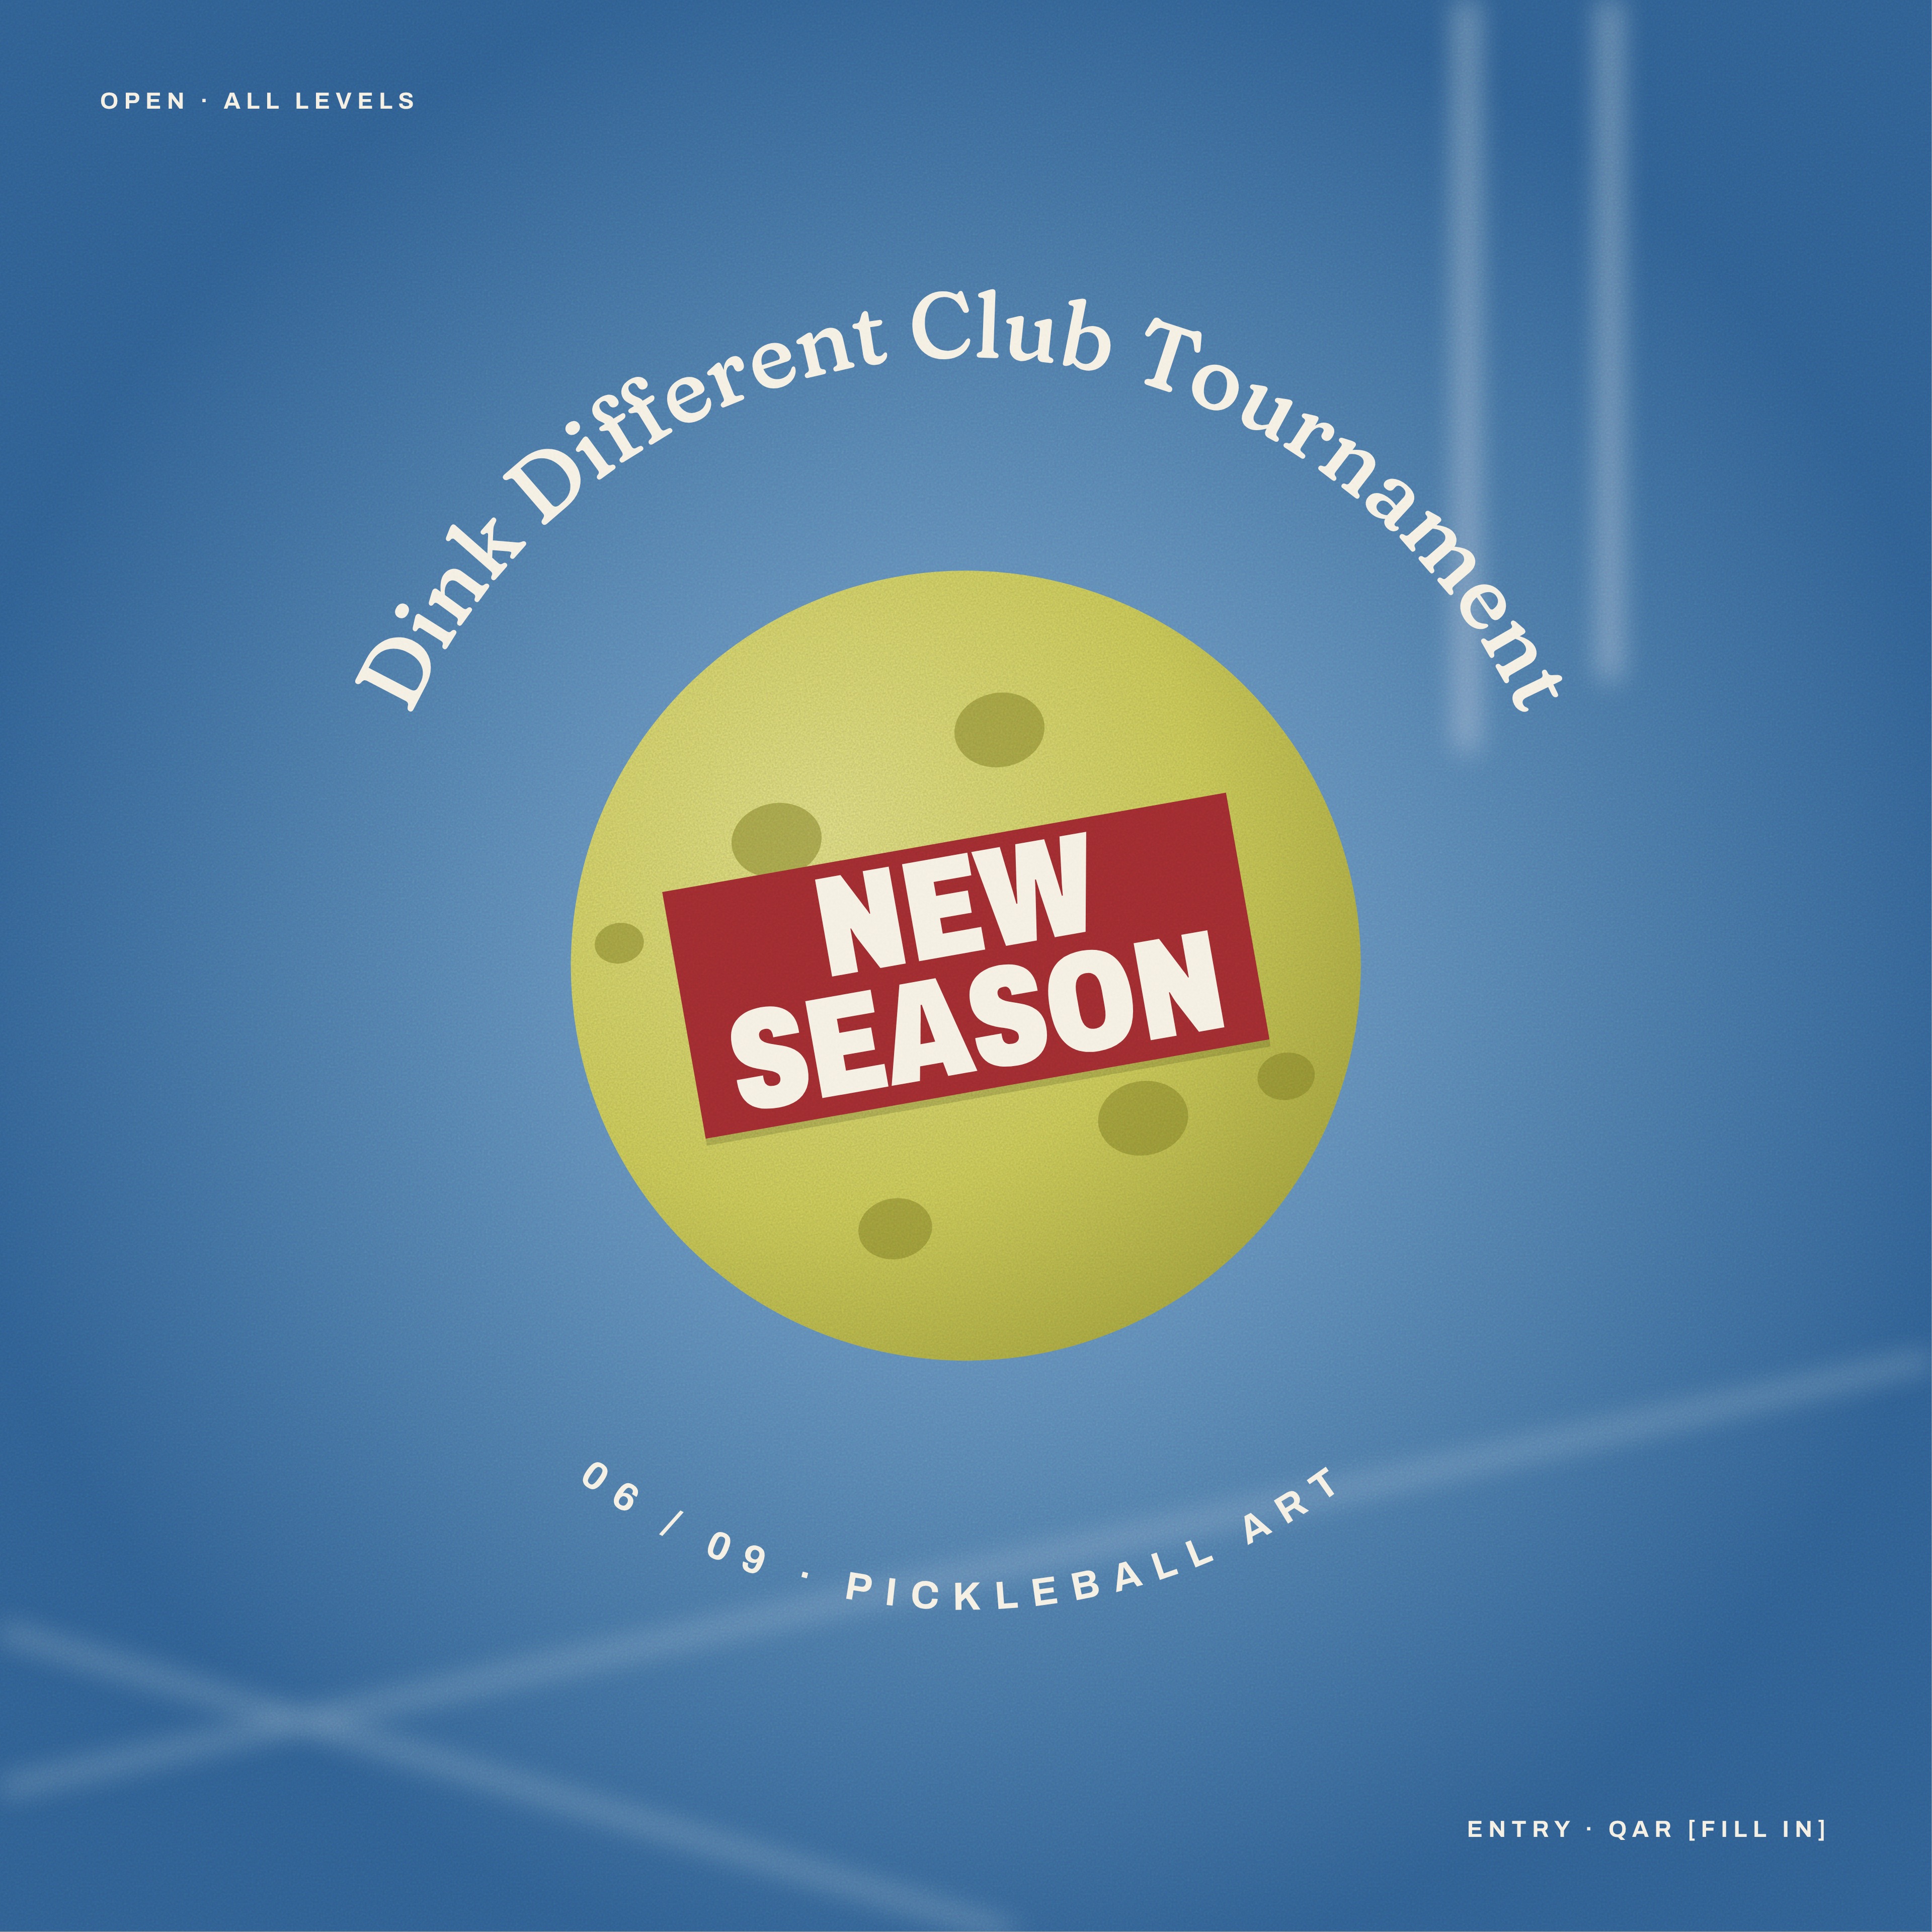 OPEN · ALL LEVELS
Dink Different Club Tournament
NEW
SEASON
06 / 09 · PICKLEBALL ART
ENTRY · QAR [FILL IN]